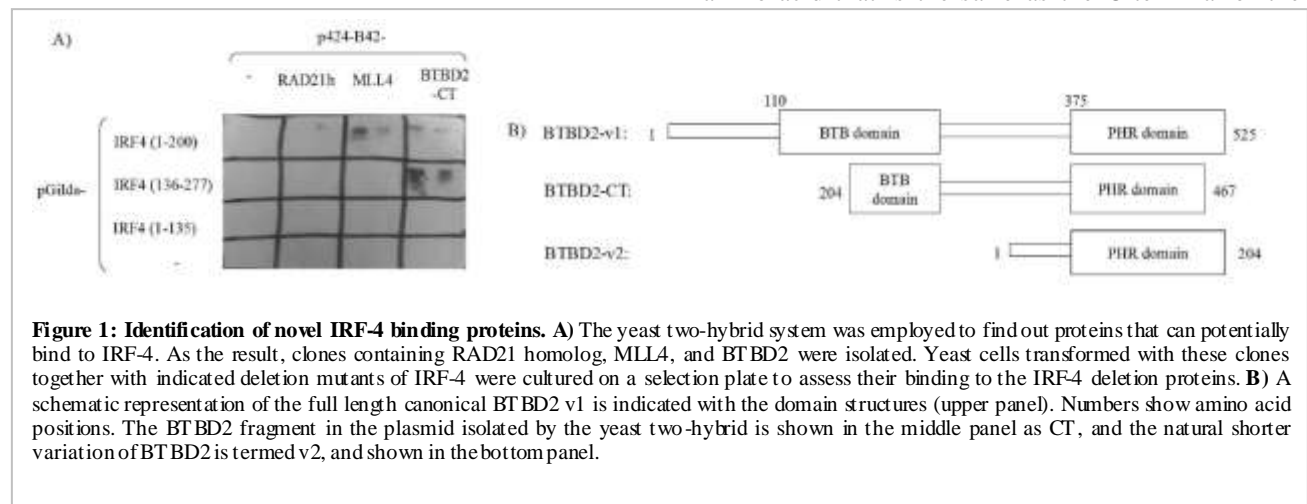 A)
p424-B42-
- RAD21h MLL4 BTBD2
-CT
pGilda-
IRF4 (1-200)
IRF4 (136-277)
IRF4 (1-135)
-
B)
110 375
BTBD2-v1: 1 BTB domain PHR domain 525
BTBD2-CT: 204 BTB domain PHR domain 467
BTBD2-v2: 1 PHR domain 204
Figure 1: Identification of novel IRF-4 binding proteins. A) The yeast two-hybrid system was employed to find out proteins that can potentially
bind to IRF-4. As the result, clones containing RAD21 homolog, MLL4, and BTBD2 were isolated. Yeast cells transformed with these clones
together with indicated deletion mutants of IRF-4 were cultured on a selection plate to assess their binding to the IRF-4 deletion proteins. B) A
schematic representation of the full length canonical BTBD2 v1 is indicated with the domain structures (upper panel). Numbers show amino acid
positions. The BTBD2 fragment in the plasmid isolated by the yeast two-hybrid is shown in the middle panel as CT, and the natural shorter
variation of BTBD2 is termed v2, and shown in the bottom panel.